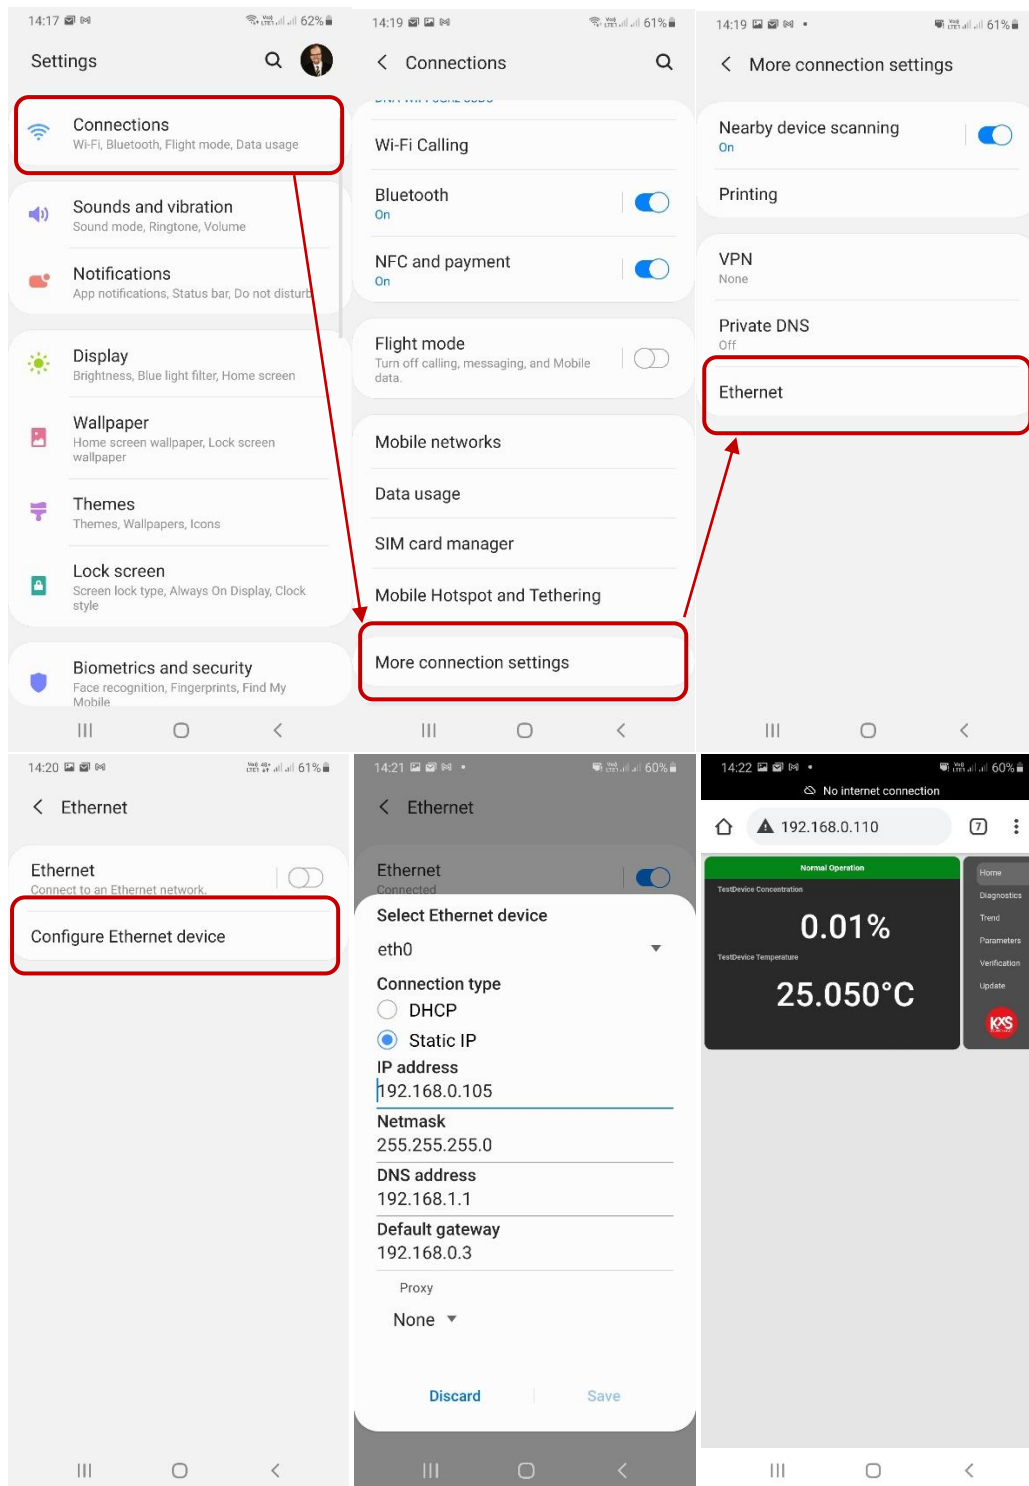 14:17
62%
Settings
Connections
Wi-Fi, Bluetooth, Flight mode, Data usage
Sounds and vibration
Sound mode, Ringtone, Volume
Notifications
App notifications, Status bar, Do not disturb
Display
Brightness, Blue light filter, Home screen
Wallpaper
Home screen wallpaper, Lock screen
wallpaper
Themes
Themes, Wallpapers, Icons
Lock screen
Screen lock type, Always On Display, Clock
style
Biometrics and security
Face recognition, Fingerprints, Find My
Mobile
14:19
61%
Connections
Wi-Fi Calling
Bluetooth
On
NFC and payment
On
Flight mode
Turn off calling, messaging, and Mobile
data.
Mobile networks
Data usage
SIM card manager
Mobile Hotspot and Tethering
More connection settings
14:19
61%
More connection settings
Nearby device scanning
On
Printing
VPN
None
Private DNS
Off
Ethernet
14:20
61%
Ethernet
Ethernet
Connect to an Ethernet network.
Configure Ethernet device
14:21
60%
Ethernet
Ethernet
Connected
Select Ethernet device
eth0
Connection type
DHCP
Static IP
IP address
192.168.0.105
Netmask
255.255.255.0
DNS address
192.168.1.1
Default gateway
192.168.0.3
Proxy
None
Discard
Save
14:22
60%
No internet connection
192.168.0.110
7
Normal Operation
TestDevice Concentration
0.01%
TestDevice Temperature
25.050°C
Home
Diagnostics
Trend
Parameters
Verification
Update
KXS